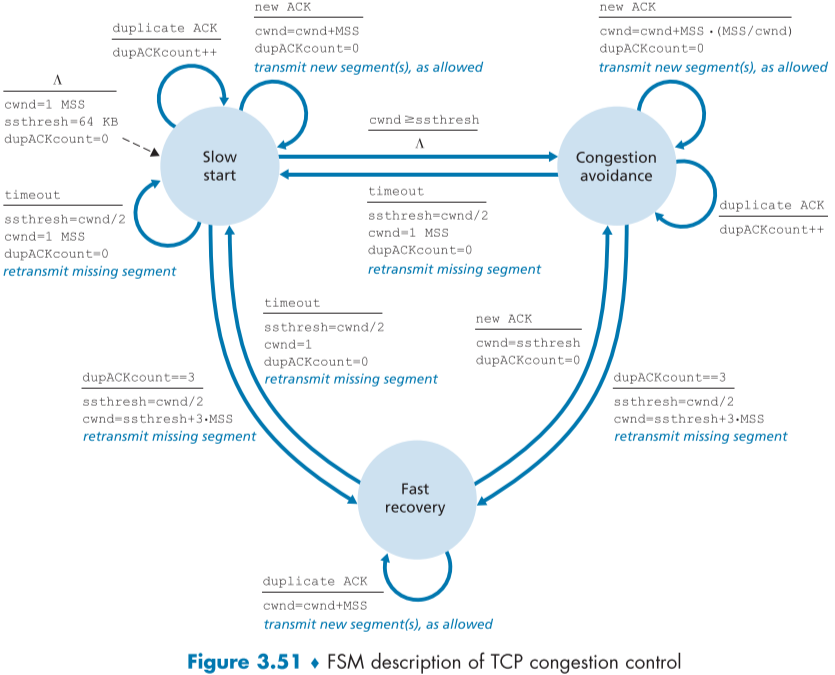 new ACK
cwnd=cwnd+MSS
dupACKcount=0
transmit new segment(s), as allowed
new ACK
cwnd=cwnd+MSS •(MSS/cwnd)
dupACKcount=0
transmit new segment(s), as allowed
duplicate ACK
dupACKcount++
Λ
cwnd=1 MSS
ssthresh=64 KB
dupACKcount=0
cwnd≥ssthresh
Λ
Slow
start
Congestion
avoidance
timeout
ssthresh=cwnd/2
cwnd=1 MSS
dupACKcount=0
retransmit missing segment
timeout
ssthresh=cwnd/2
cwnd=1 MSS
dupACKcount=0
retransmit missing segment
duplicate ACK
dupACKcount++
timeout
ssthresh=cwnd/2
cwnd=1
dupACKcount=0
retransmit missing segment
new ACK
cwnd=ssthresh
dupACKcount=0
dupACKcount==3
ssthresh=cwnd/2
cwnd=ssthresh+3•MSS
retransmit missing segment
dupACKcount==3
ssthresh=cwnd/2
cwnd=ssthresh+3•MSS
retransmit missing segment
Fast
recovery
duplicate ACK
cwnd=cwnd+MSS
transmit new segment(s), as allowed
Figure 3.51 ♦ FSM description of TCP congestion control